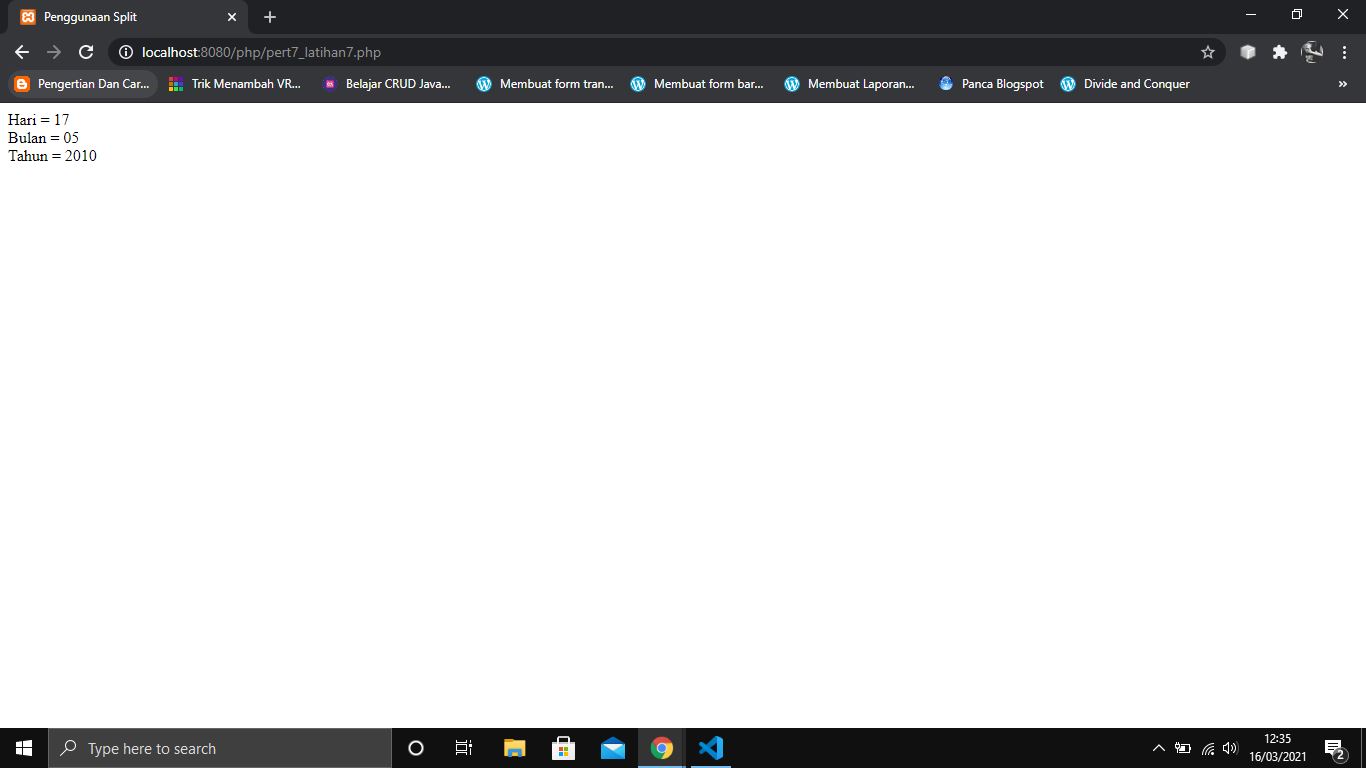 Penggunaan Split
localhost:8080/php/pert7_latihan7.php
Pengertian Dan Car...
Trik Menambah VR...
Belajar CRUD Java...
Membuat form tran...
Membuat form bar...
Membuat Laporan...
Panca Blogspot
Divide and Conquer
Hari = 17
Bulan = 05
Tahun = 2010
Type here to search
12:35
16/03/2021
2